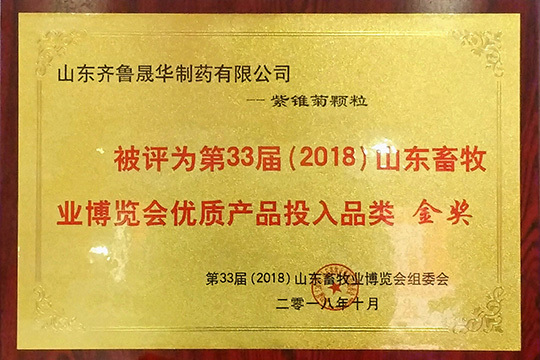 山东齐鲁晟华制药有限公司
--紫锥菊颗粒
被评为第33届(2018)山东畜牧
业博览会优质产品投入品类 金奖
第33届(2018)山东畜牧业博览会组委会
二零一八年十月